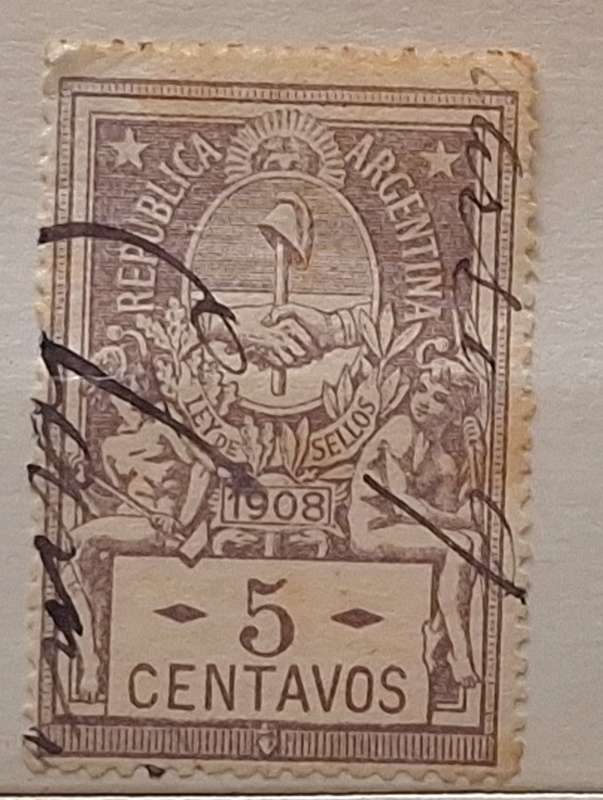 REPUBLICA ARGENTINA
LEY DE SELLOS
1908
5
CENTAVOS